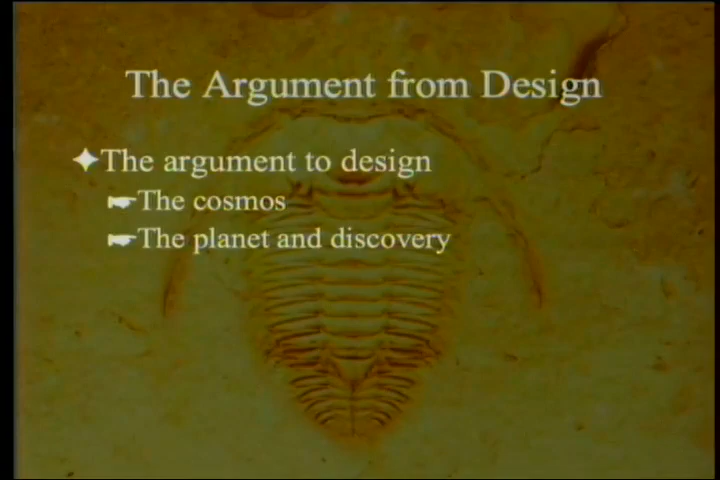 The Argument from Design
The argument to design
The cosmos
The planet and discovery